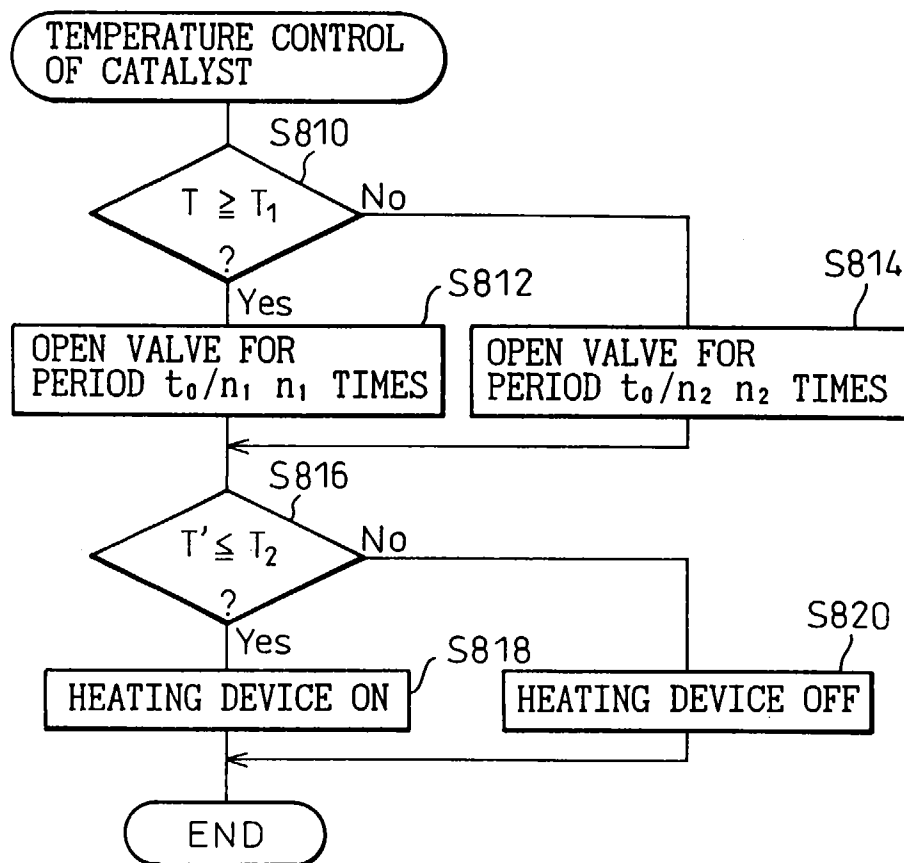 TEMPERATURE CONTROL
OF CATALYST
S810
T ≧ T₁
?
No
Yes
S812
S814
OPEN VALVE FOR
PERIOD t₀/n₁ n₁ TIMES
OPEN VALVE FOR
PERIOD t₀/n₂ n₂ TIMES
S816
T' ≦ T₂
?
No
Yes
S818
S820
HEATING DEVICE ON
HEATING DEVICE OFF
END